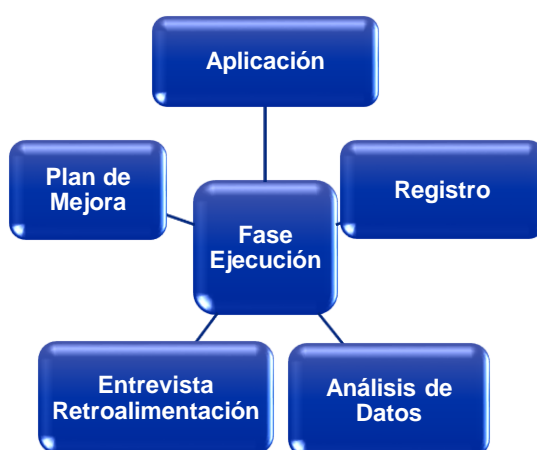 Aplicación
Plan de
Mejora
Registro
Fase
Ejecución
Entrevista
Retroalimentación
Análisis de
Datos